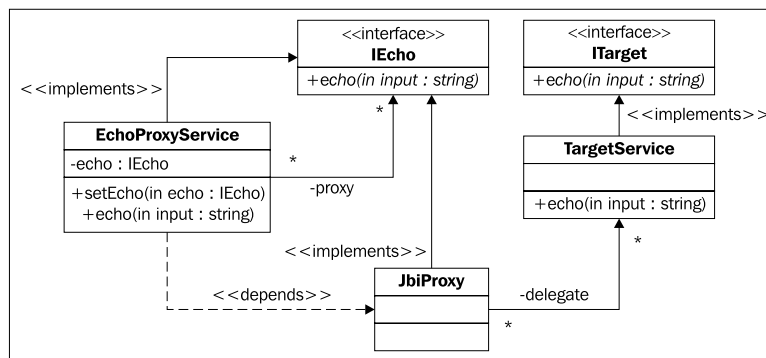 <<interface>>
IEcho
+echo(in input : string)
<<interface>>
ITarget
+echo(in input : string)
<<implements>>
<<implements>>
EchoProxyService
-echo : IEcho
+setEcho(in echo : IEcho)
+echo(in input : string)
*
*
-proxy
TargetService
+echo(in input : string)
*
<<implements>>
JbiProxy
<<depends>>
-delegate
*